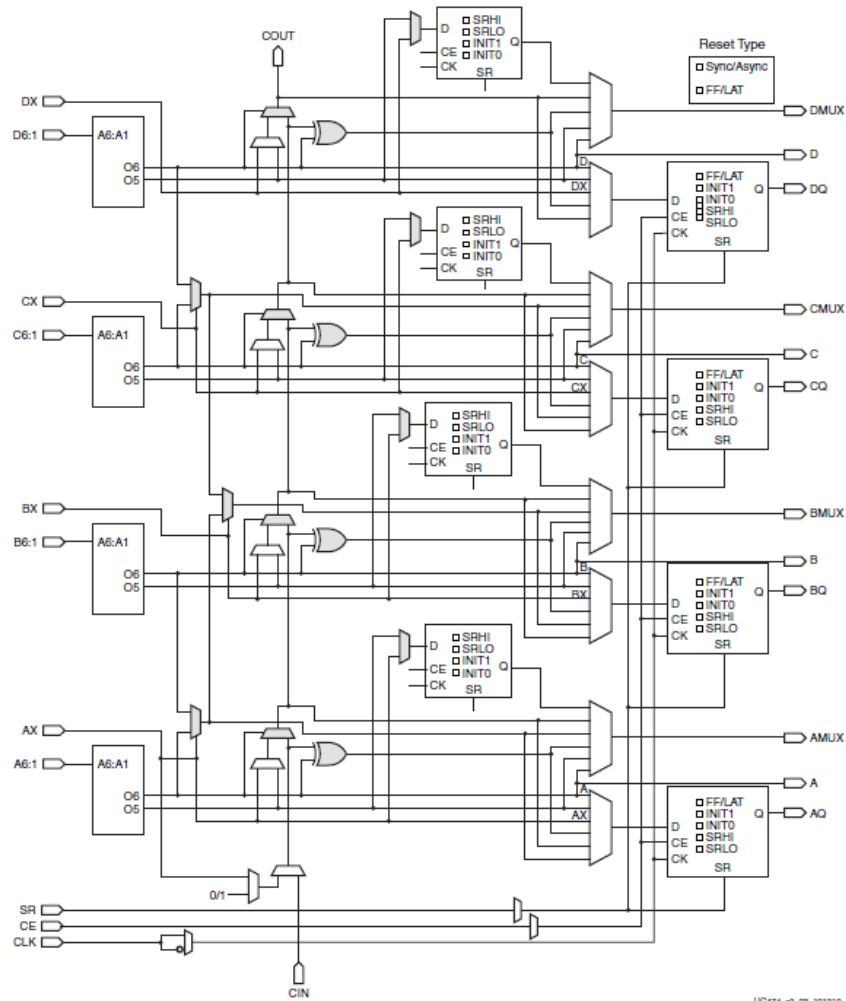 COUT
Reset Type
Sync/Async
FF/LAT
D
CE
CK
SRHI
SRLO
INIT1
INIT0
Q
SR
DX
D6:1
A6:A1
O6
O5
DMUX
D
D
DX
DQ
D
CE
CK
FF/LAT
INIT1
INIT0
SRHI
SRLO
Q
SR
D
CE
CK
SRHI
SRLO
INIT1
INIT0
Q
SR
CX
C6:1
A6:A1
O6
O5
CMUX
C
C
CX
CQ
D
CE
CK
FF/LAT
INIT1
INIT0
SRHI
SRLO
Q
SR
D
CE
CK
SRHI
SRLO
INIT1
INIT0
Q
SR
BX
B6:1
A6:A1
O6
O5
BMUX
B
B
BX
BQ
D
CE
CK
FF/LAT
INIT1
INIT0
SRHI
SRLO
Q
SR
D
CE
CK
SRHI
SRLO
INIT1
INIT0
Q
SR
AX
A6:1
A6:A1
O6
O5
AMUX
A
A
AX
AQ
D
CE
CK
FF/LAT
INIT1
INIT0
SRHI
SRLO
Q
SR
0/1
SR
CE
CLK
CIN